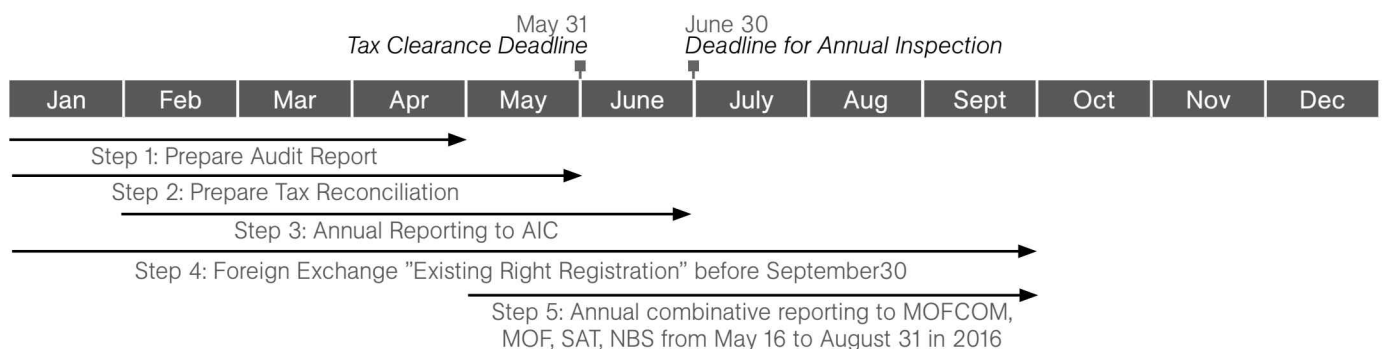 May 31
Tax Clearance Deadline
June 30
Deadline for Annual Inspection
Jan Feb Mar Apr May June July Aug Sept Oct Nov Dec
Step 1: Prepare Audit Report
Step 2: Prepare Tax Reconciliation
Step 3: Annual Reporting to AIC
Step 4: Foreign Exchange "Existing Right Registration" before September30
Step 5: Annual combinative reporting to MOFCOM,
MOF, SAT, NBS from May 16 to August 31 in 2016